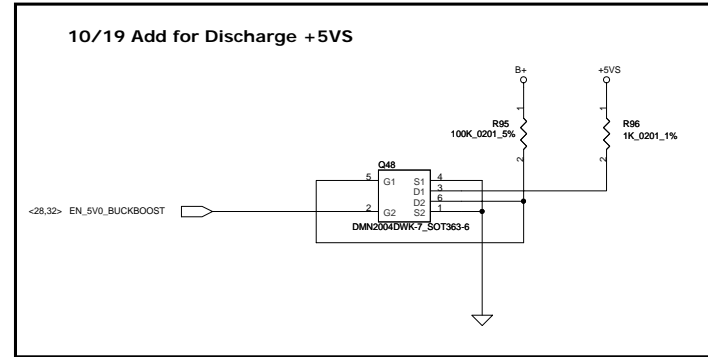 10/19 Add for Discharge +5VS
B+
+5VS
1
1
R95
100K_0201_5%
R96
1K_0201_1%
2
2
Q48
5 G1 S1 4
D1 3
D2 6
<28,32> EN_5V0_BUCKBOOST 2 G2 S2 1
DMN2004DWK-7_SOT363-6